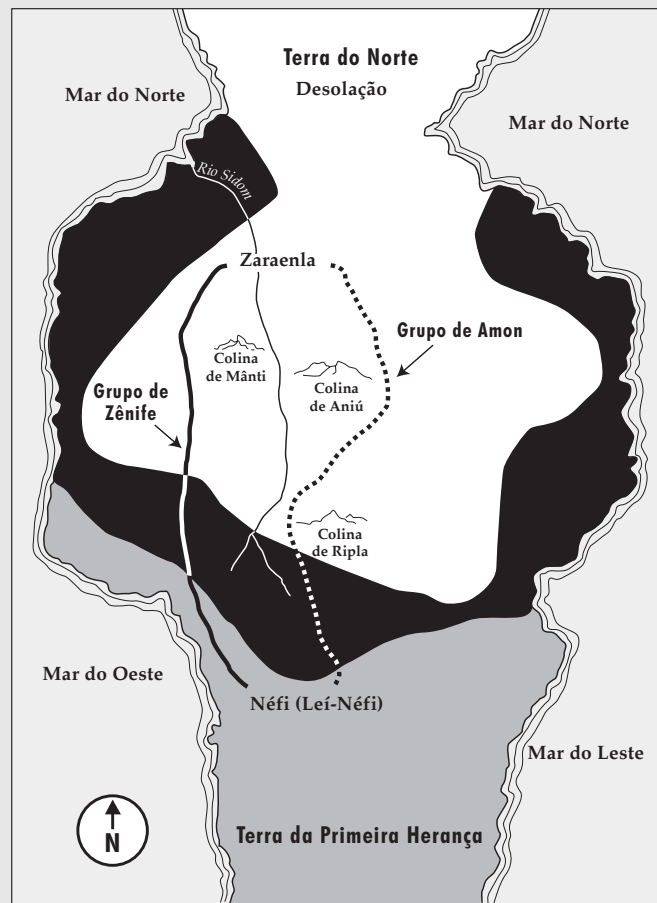 Terra do Norte
Desolação
Mar do Norte
Mar do Norte
Rio Sidom
Zaraenla
Grupo de Amon
Colina
de Mânti
Colina
de Aniú
Grupo de
Zênife
Colina
de Ripla
Mar do Oeste
Néfi (Leí-Néfi)
Mar do Leste
N
Terra da Primeira Herança